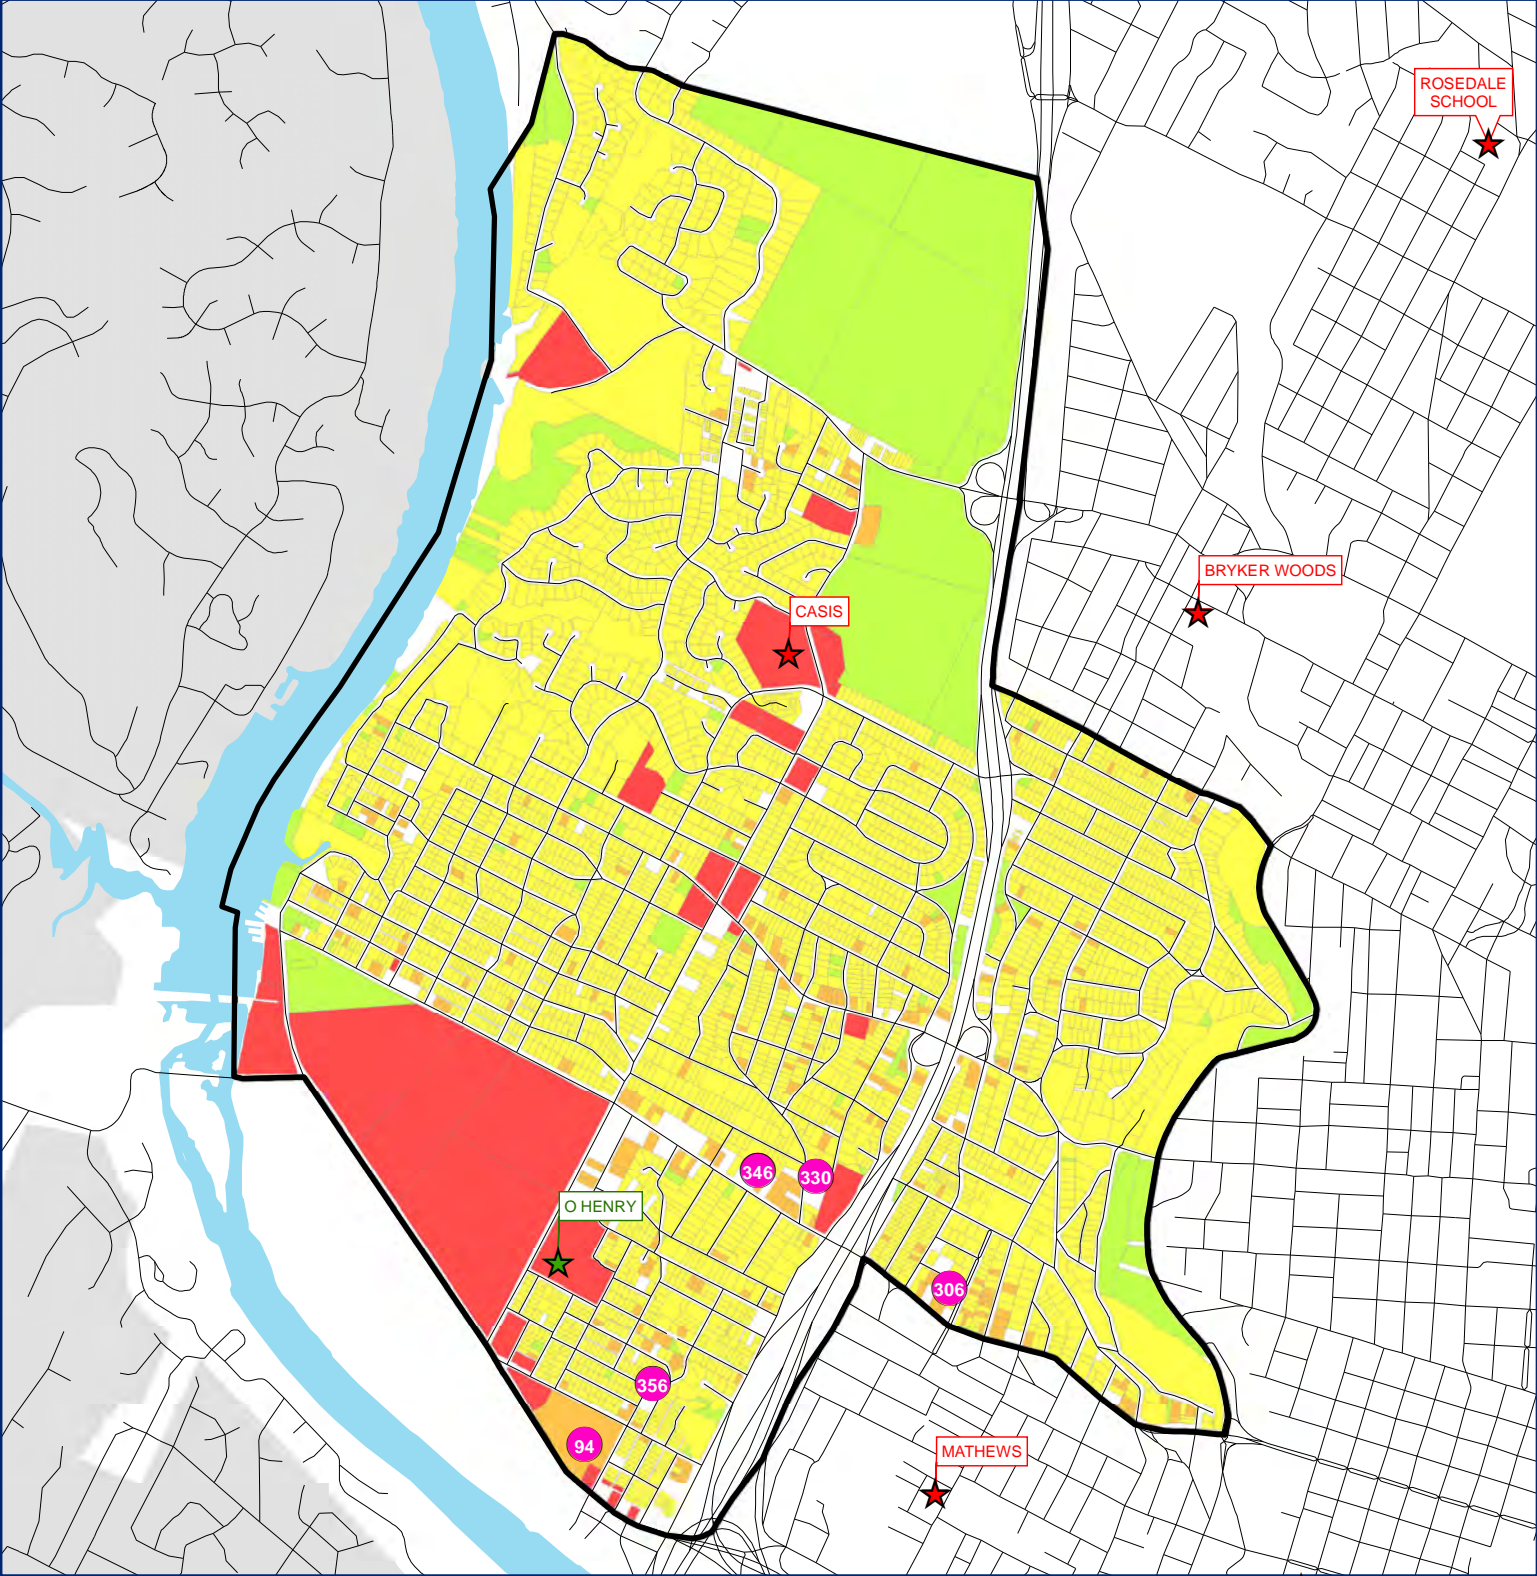 ROSEDALE
SCHOOL
BRYKER WOODS
CASIS
346
330
O HENRY
306
356
94
MATHEWS